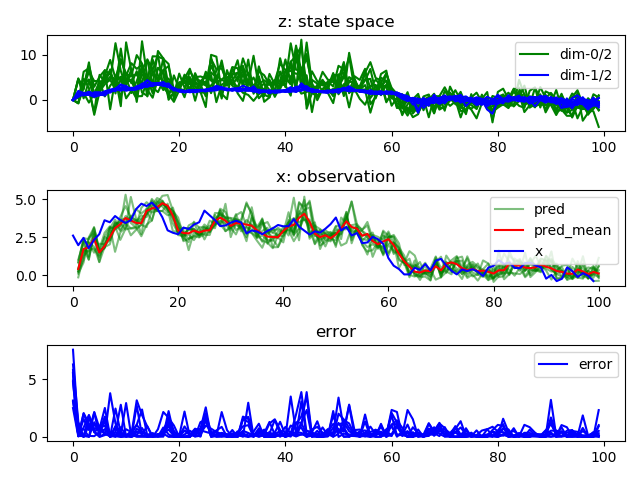 z: state space
10
0
dim-0/2
dim-1/2
0 20 40 60 80 100
x: observation
5.0
2.5
0.0
pred
pred_mean
x
0 20 40 60 80 100
error
5
0
error
0 20 40 60 80 100